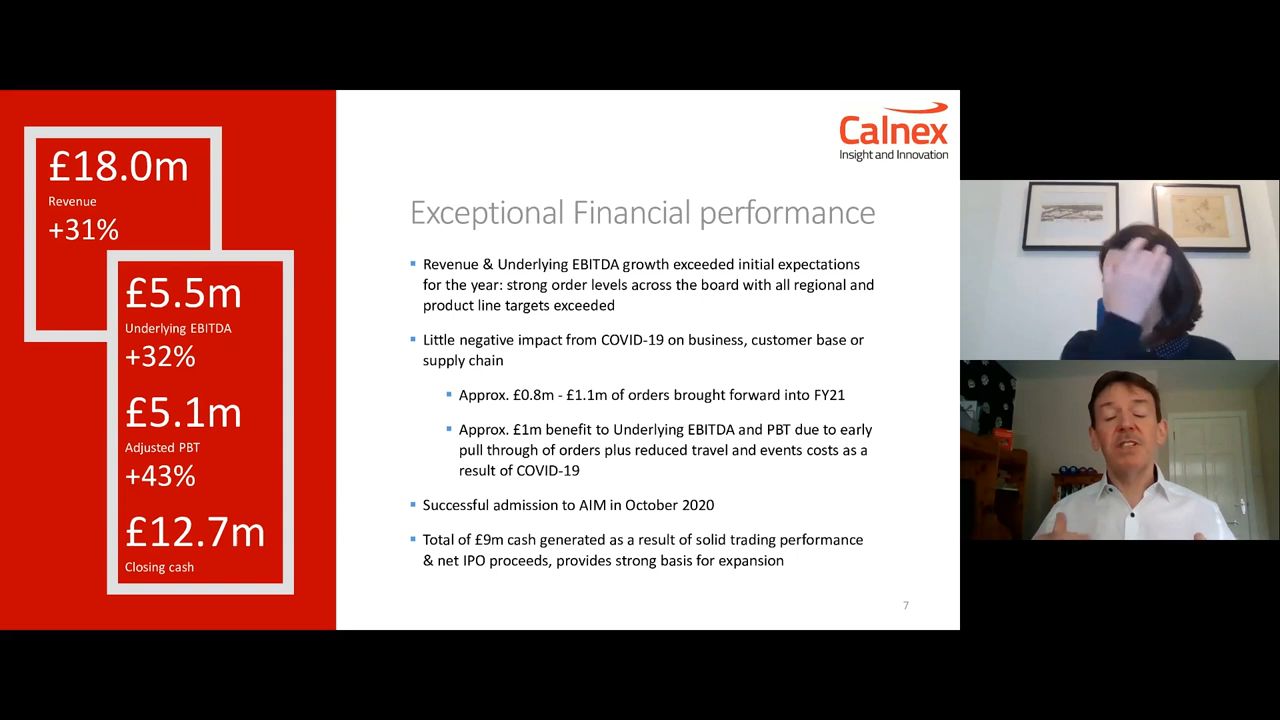 £18.0m
Revenue
+31%
£5.5m
Underlying EBITDA
+32%
£5.1m
Adjusted PBT
+43%
£12.7m
Closing cash
Calnex
Insight and Innovation
Exceptional Financial performance
▪ Revenue & Underlying EBITDA growth exceeded initial expectations
for the year: strong order levels across the board with all regional and
product line targets exceeded
▪ Little negative impact from COVID-19 on business, customer base or
supply chain
▪ Approx. £0.8m - £1.1m of orders brought forward into FY21
▪ Approx. £1m benefit to Underlying EBITDA and PBT due to early
pull through of orders plus reduced travel and events costs as a
result of COVID-19
▪ Successful admission to AIM in October 2020
▪ Total of £9m cash generated as a result of solid trading performance
& net IPO proceeds, provides strong basis for expansion
7